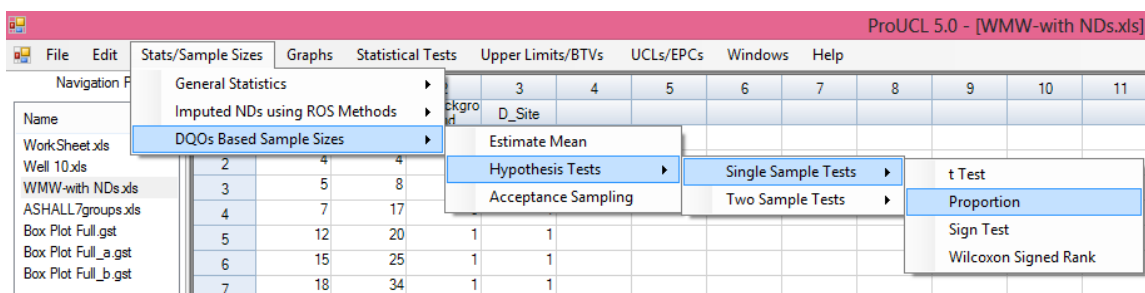 ProUCL 5.0 - [WMW-with NDs.xls]
File Edit Stats/Sample Sizes Graphs Statistical Tests Upper Limits/BTVs UCLs/EPCs Windows Help
Navigation
General Statistics
Imputed NDs using ROS Methods
DQOs Based Sample Sizes
Estimate Mean
Hypothesis Tests
Acceptance Sampling
Single Sample Tests
Two Sample Tests
t Test
Proportion
Sign Test
Wilcoxon Signed Rank
Name
WorkSheet.xls
Well 10.xls
WMW-with NDs.xls
ASHALL7groups.xls
Box Plot Full.gst
Box Plot Full_a.gst
Box Plot Full_b.gst
3 4 5 6 7 8 9 10 11
D_Site
2 4 4
3 5 8
4 7 17
5 12 20 1 1
6 15 25 1 1
7 18 34 1 1